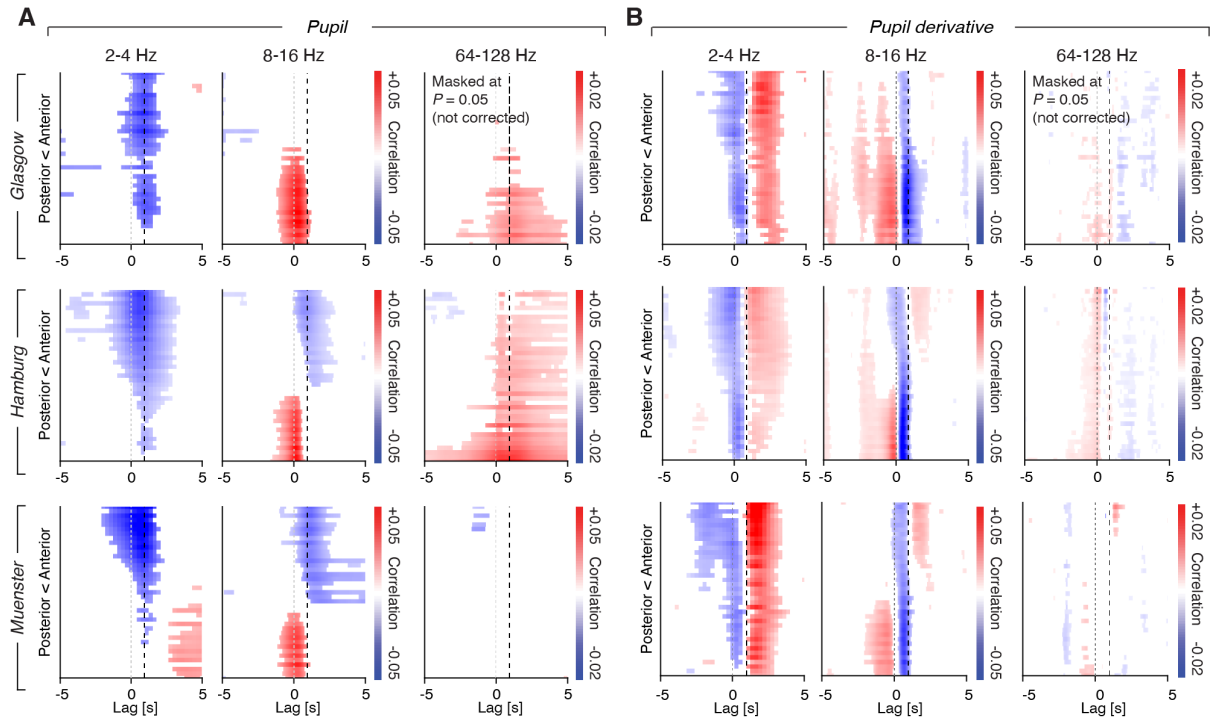 A
Pupil
2-4 Hz
8-16 Hz
64-128 Hz
Glasgow
Posterior < Anterior
Masked at
P = 0.05
(not corrected)
+0.05 Correlation -0.05
+0.02 Correlation -0.02
-5 0 5
-5 0 5
-5 0 5
Hamburg
Posterior < Anterior
+0.05 Correlation -0.05
+0.05 Correlation -0.05
-5 0 5
-5 0 5
-5 0 5
Muenster
Posterior < Anterior
+0.05 Correlation -0.05
+0.05 Correlation -0.05
-5 0 5
-5 0 5
-5 0 5
Lag [s]
Lag [s]
Lag [s]
B
Pupil derivative
2-4 Hz
8-16 Hz
64-128 Hz
Posterior < Anterior
Masked at
P = 0.05
(not corrected)
+0.05 Correlation -0.05
+0.02 Correlation -0.02
-5 0 5
-5 0 5
-5 0 5
Posterior < Anterior
+0.05 Correlation -0.05
+0.02 Correlation -0.02
-5 0 5
-5 0 5
-5 0 5
Posterior < Anterior
+0.05 Correlation -0.05
+0.02 Correlation -0.02
-5 0 5
-5 0 5
-5 0 5
Lag [s]
Lag [s]
Lag [s]